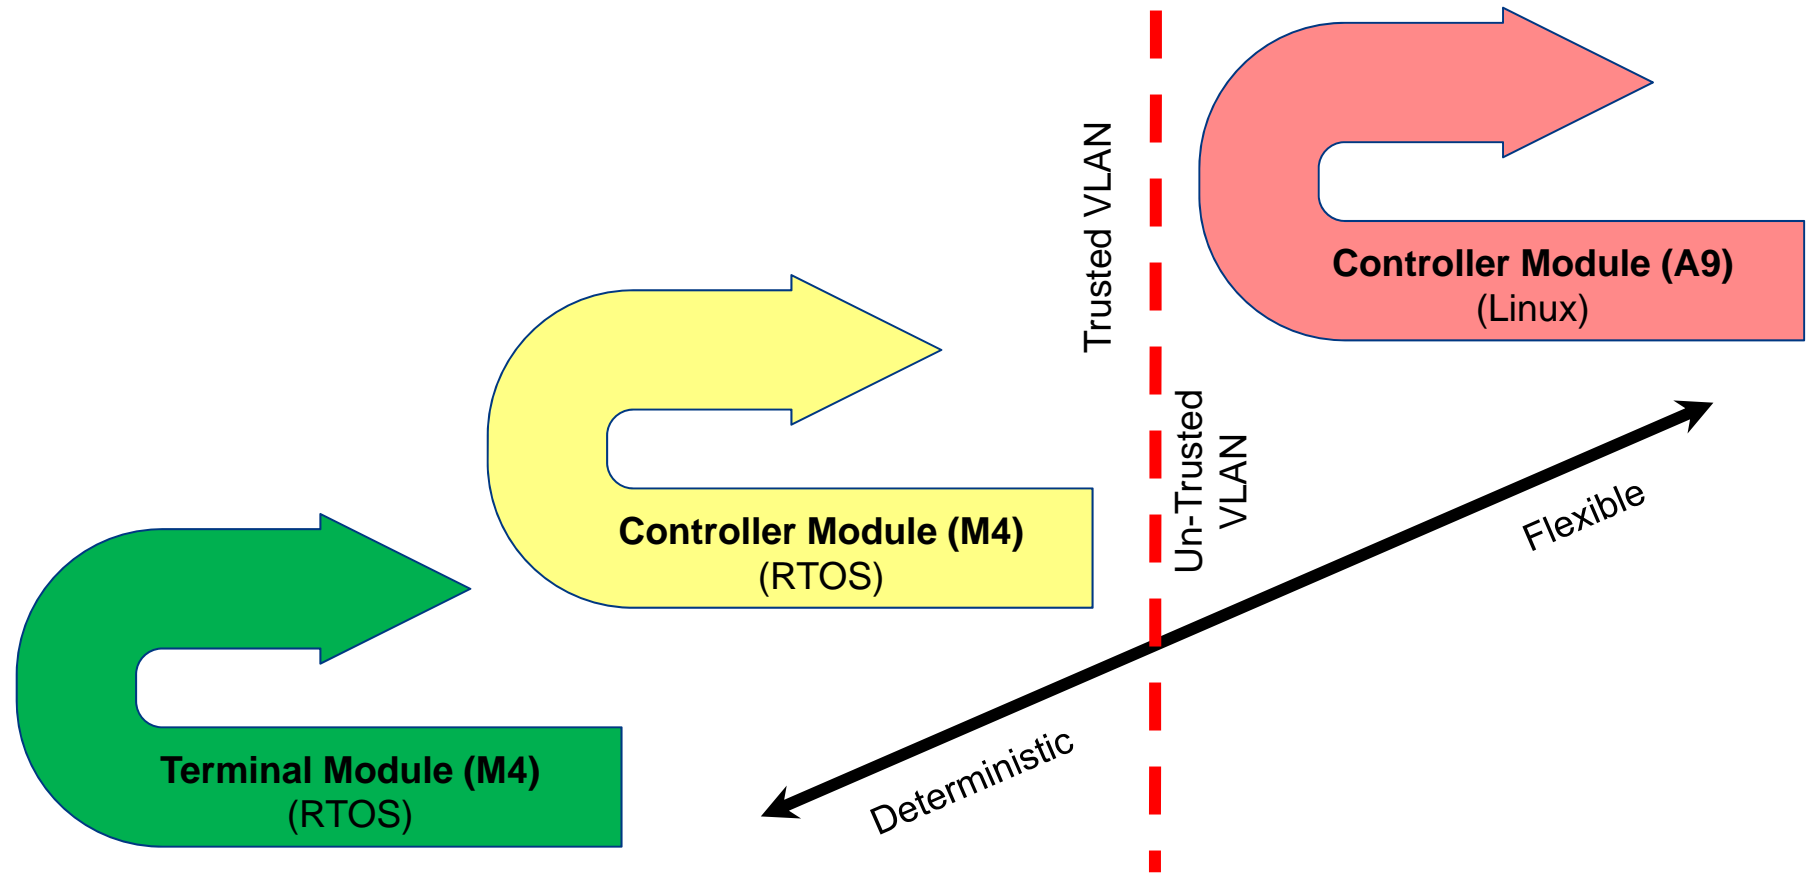 Trusted VLAN
Controller Module (A9)
(Linux)
Un-Trusted
VLAN
Controller Module (M4)
(RTOS)
Flexible
Terminal Module (M4)
(RTOS)
Deterministic